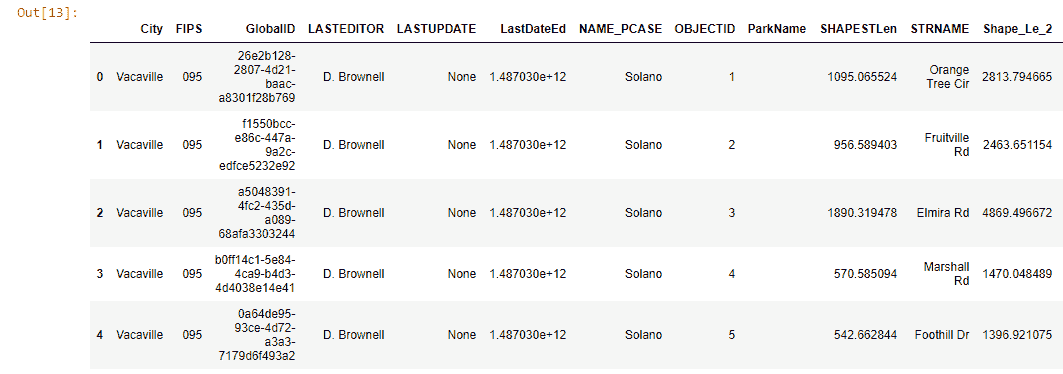 Out[13]:
City FIPS GlobalID LASTEDITOR LASTUPDATE LastDateEd NAME_PCASE OBJECTID ParkName SHAPESTLen STRNAME Shape_Le_2
26e2b128-
2807-4d21-
0 Vacaville 095 baac- D. Brownell None 1.487030e+12 Solano 1 1095.065524 Orange Tree Cir 2813.794665
a8301f28b769
f1550bcc-
e86c-447a-
1 Vacaville 095 9a2c- D. Brownell None 1.487030e+12 Solano 2 956.589403 Fruitville Rd 2463.651154
edfce5232e92
a5048391-
4fc2-435d-
2 Vacaville 095 a089- D. Brownell None 1.487030e+12 Solano 3 1890.319478 Elmira Rd 4869.496672
68afa3303244
b0ff14c1-5e84-
3 Vacaville 095 4ca9-b4d3- D. Brownell None 1.487030e+12 Solano 4 570.585094 Marshall Rd 1470.048489
4d4038e14e41
0a64de95-
93ce-4d72-
4 Vacaville 095 a3a3- D. Brownell None 1.487030e+12 Solano 5 542.662844 Foothill Dr 1396.921075
7179d6f493a2